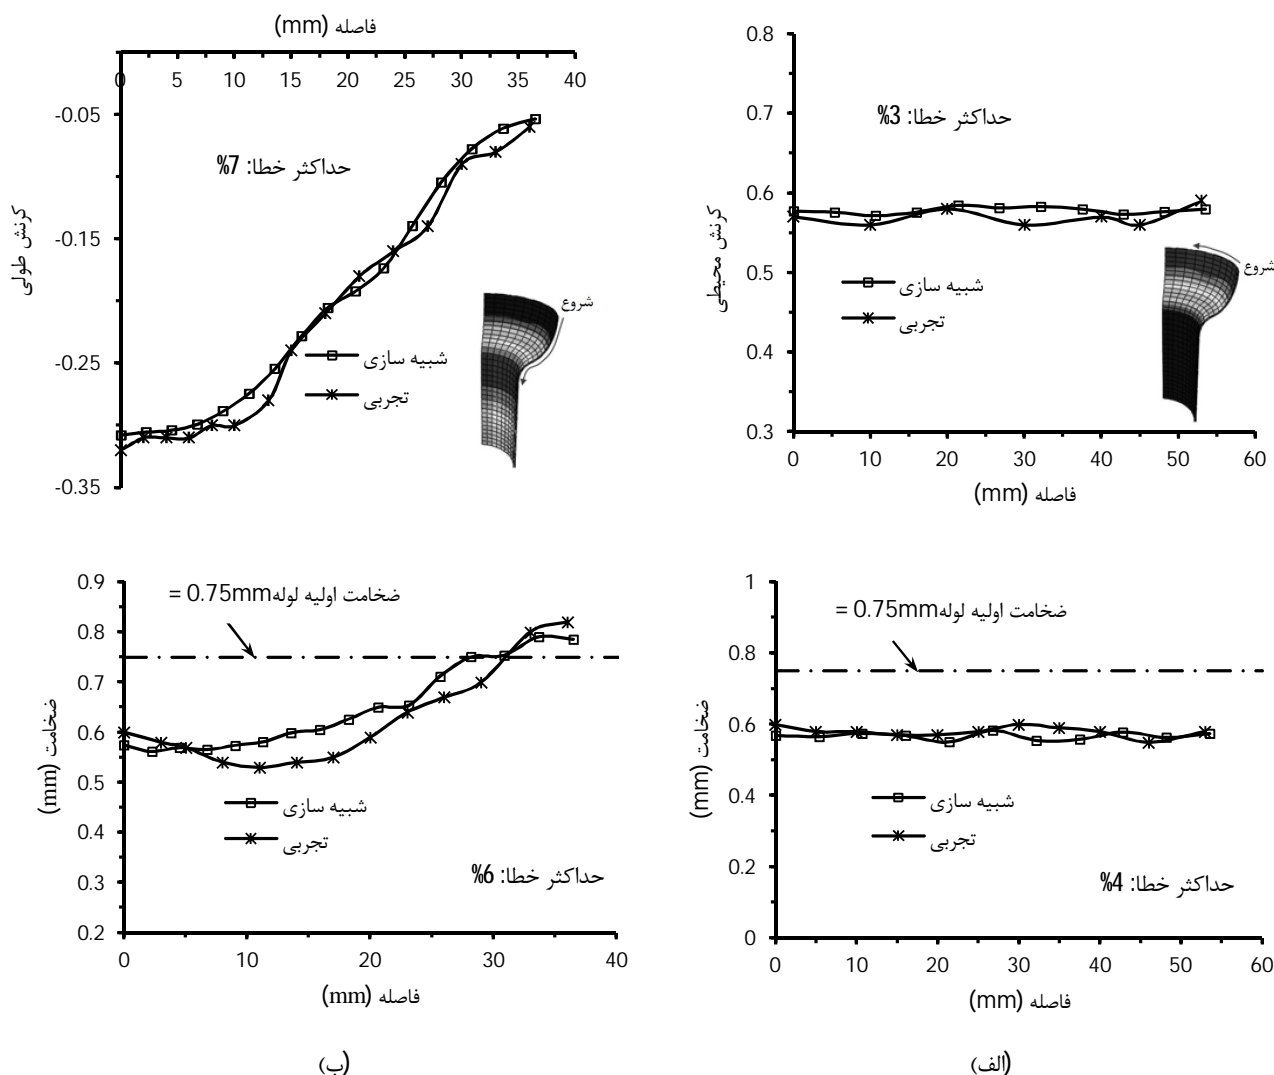 فاصله (mm)
0 5 10 15 20 25 30 35 40
-0.05
-0.15
-0.25
-0.35
کرنش طولی
حداکثر خطا: 7%
شروع
شبیه سازی
تجربی
0.8
0.7
0.6
0.5
0.4
0.3
کرنش محیطی
حداکثر خطا: 3%
شروع
شبیه سازی
تجربی
0 10 20 30 40 50 60
فاصله (mm)
0.9
0.8
0.7
0.6
0.5
0.4
0.3
0.2
ضخامت (mm)
ضخامت اولیه لوله 0.75mm =
شبیه سازی
تجربی
حداکثر خطا: 6%
0 10 20 30 40
فاصله (mm)
(ب)
1
0.8
0.6
0.4
0.2
0
ضخامت (mm)
ضخامت اولیه لوله 0.75mm =
شبیه سازی
تجربی
حداکثر خطا: 4%
0 10 20 30 40 50 60
فاصله (mm)
(الف)